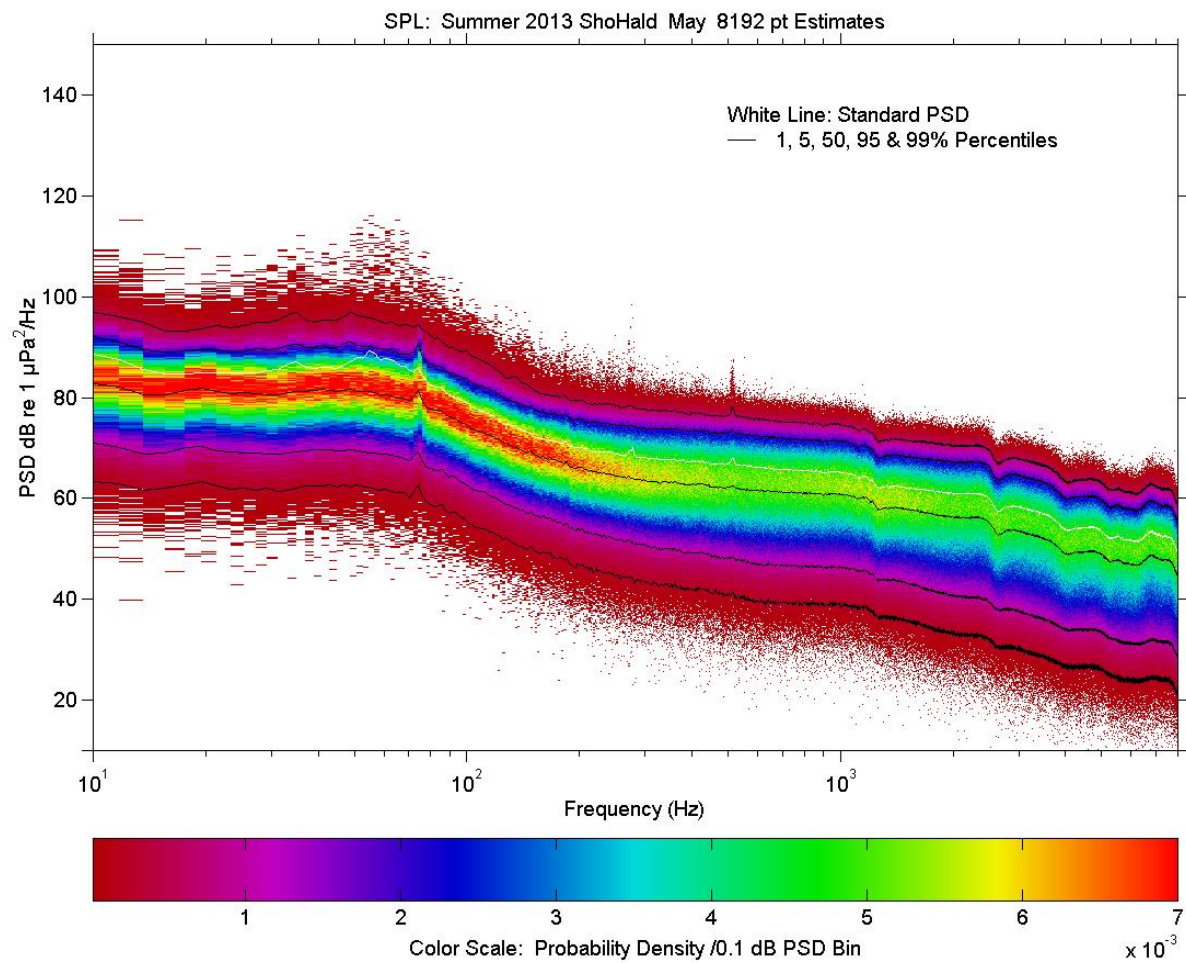 SPL: Summer 2013 ShoHald May 8192 pt Estimates
140
120
100
80
60
40
20
PSD dB re 1 µPa²/Hz
White Line: Standard PSD
1, 5, 50, 95 & 99% Percentiles
10¹ 10² 10³
Frequency (Hz)
1 2 3 4 5 6 7
Color Scale: Probability Density /0.1 dB PSD Bin
x 10⁻³